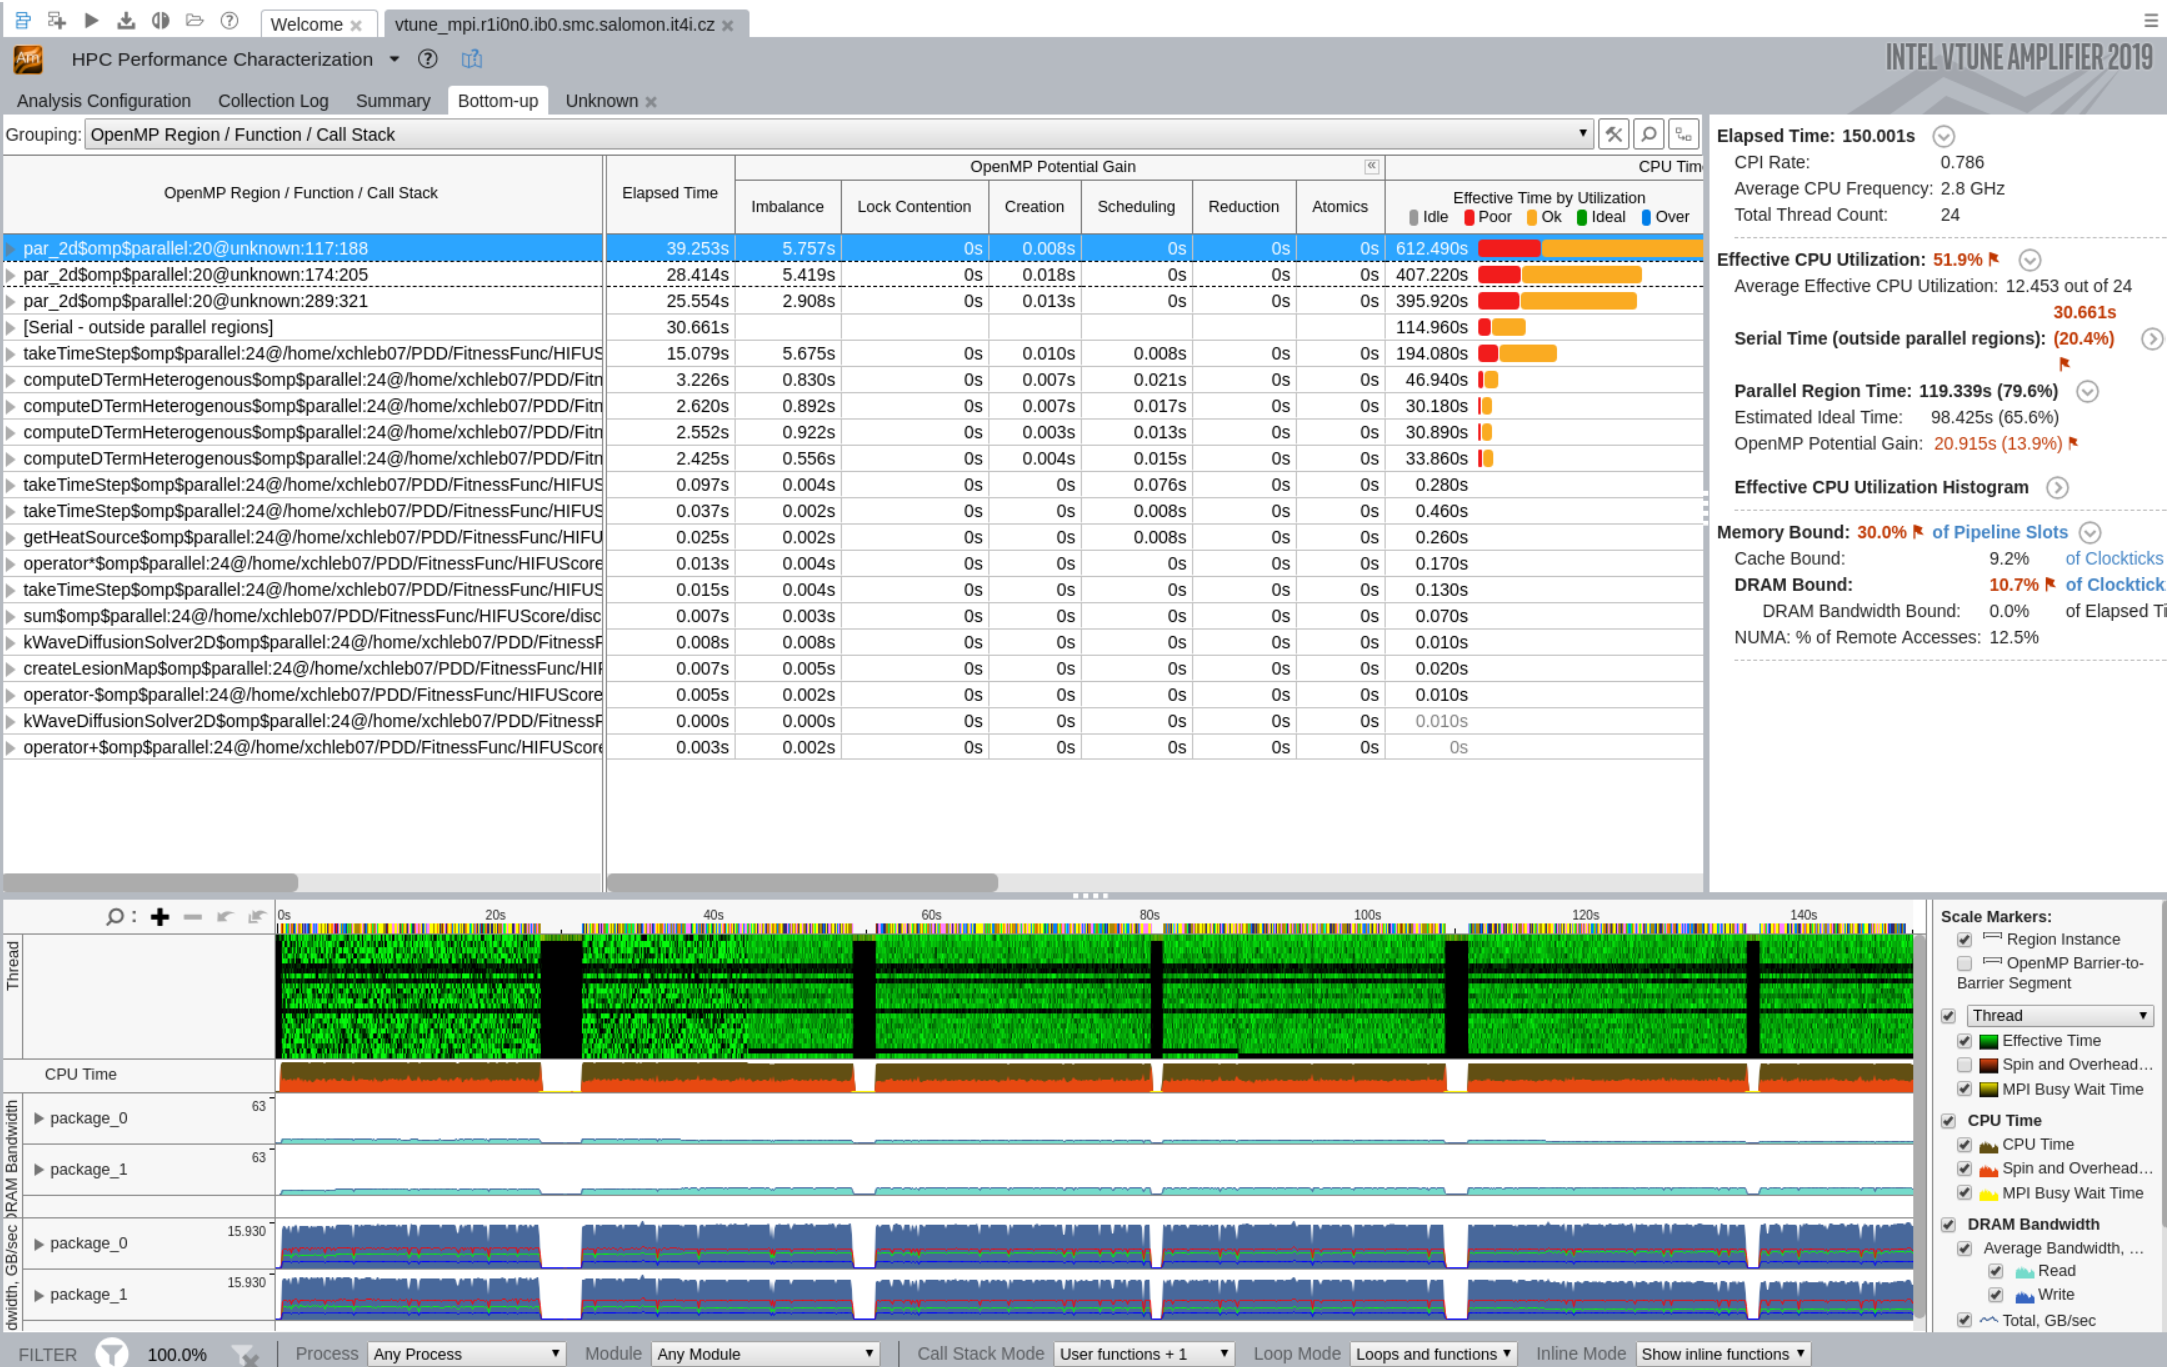 Welcome
vtune_mpi.r1i0n0.ib0.smc.salomon.it4i.cz
HPC Performance Characterization
INTEL VTUNE AMPLIFIER 2019
Analysis Configuration Collection Log Summary Bottom-up Unknown
Grouping: OpenMP Region / Function / Call Stack
OpenMP Region / Function / Call Stack
Elapsed Time
OpenMP Potential Gain
Imbalance Lock Contention Creation Scheduling Reduction Atomics
CPU Tim
Effective Time by Utilization
Idle Poor Ok Ideal Over
par_2d$omp$parallel:20@unknown:117:188 39.253s 5.757s 0s 0.008s 0s 0s 0s 612.490s
par_2d$omp$parallel:20@unknown:174:205 28.414s 5.419s 0s 0.018s 0s 0s 0s 407.220s
par_2d$omp$parallel:20@unknown:289:321 25.554s 2.908s 0s 0.013s 0s 0s 0s 395.920s
[Serial - outside parallel regions] 30.661s 114.960s
takeTimeStep$omp$parallel:24@/home/xchleb07/PDD/FitnessFunc/HIFUS 15.079s 5.675s 0s 0.010s 0.008s 0s 0s 194.080s
computeDTermHeterogenous$omp$parallel:24@/home/xchleb07/PDD/Fitn 3.226s 0.830s 0s 0.007s 0.021s 0s 0s 46.940s
computeDTermHeterogenous$omp$parallel:24@/home/xchleb07/PDD/Fitn 2.620s 0.892s 0s 0.007s 0.017s 0s 0s 30.180s
computeDTermHeterogenous$omp$parallel:24@/home/xchleb07/PDD/Fitn 2.552s 0.922s 0s 0.003s 0.013s 0s 0s 30.890s
computeDTermHeterogenous$omp$parallel:24@/home/xchleb07/PDD/Fitn 2.425s 0.556s 0s 0.004s 0.015s 0s 0s 33.860s
takeTimeStep$omp$parallel:24@/home/xchleb07/PDD/FitnessFunc/HIFUS 0.097s 0.004s 0s 0s 0.076s 0s 0s 0.280s
takeTimeStep$omp$parallel:24@/home/xchleb07/PDD/FitnessFunc/HIFUS 0.037s 0.002s 0s 0s 0.008s 0s 0s 0.460s
getHeatSource$omp$parallel:24@/home/xchleb07/PDD/FitnessFunc/HIFU 0.025s 0.002s 0s 0s 0.008s 0s 0s 0.260s
operator*$omp$parallel:24@/home/xchleb07/PDD/FitnessFunc/HIFUScore 0.013s 0.004s 0s 0s 0s 0s 0s 0.170s
takeTimeStep$omp$parallel:24@/home/xchleb07/PDD/FitnessFunc/HIFUS 0.015s 0.004s 0s 0s 0s 0s 0s 0.130s
sum$omp$parallel:24@/home/xchleb07/PDD/FitnessFunc/HIFUScore/disc 0.007s 0.003s 0s 0s 0s 0s 0s 0.070s
kWaveDiffusionSolver2D$omp$parallel:24@/home/xchleb07/PDD/FitnessF 0.008s 0.008s 0s 0s 0s 0s 0s 0.010s
createLesionMap$omp$parallel:24@/home/xchleb07/PDD/FitnessFunc/HIF 0.007s 0.005s 0s 0s 0s 0s 0s 0.020s
operator-$omp$parallel:24@/home/xchleb07/PDD/FitnessFunc/HIFUScore 0.005s 0.002s 0s 0s 0s 0s 0s 0.010s
kWaveDiffusionSolver2D$omp$parallel:24@/home/xchleb07/PDD/FitnessF 0.000s 0.000s 0s 0s 0s 0s 0s 0.010s
operator+$omp$parallel:24@/home/xchleb07/PDD/FitnessFunc/HIFUScore 0.003s 0.002s 0s 0s 0s 0s 0s 0s
Elapsed Time: 150.001s
CPI Rate: 0.786
Average CPU Frequency: 2.8 GHz
Total Thread Count: 24
Effective CPU Utilization: 51.9%
Average Effective CPU Utilization: 12.453 out of 24
30.661s
Serial Time (outside parallel regions): (20.4%)
Parallel Region Time: 119.339s (79.6%)
Estimated Ideal Time: 98.425s (65.6%)
OpenMP Potential Gain: 20.915s (13.9%)
Effective CPU Utilization Histogram
Memory Bound: 30.0% of Pipeline Slots
Cache Bound: 9.2% of Clockticks
DRAM Bound: 10.7% of Clocktick
DRAM Bandwidth Bound: 0.0% of Elapsed Ti
NUMA: % of Remote Accesses: 12.5%
0s 20s 40s 60s 80s 100s 120s 140s
Thread
CPU Time
DRAM Bandwidth
package_0 63
package_1 63
dwidth, GB/sec
package_0 15.930
package_1 15.930
Scale Markers:
Region Instance
OpenMP Barrier-to-
Barrier Segment
Thread
Effective Time
Spin and Overhead...
MPI Busy Wait Time
CPU Time
CPU Time
Spin and Overhead...
MPI Busy Wait Time
DRAM Bandwidth
Average Bandwidth, ...
Read
Write
Total, GB/sec
FILTER 100.0% Process Any Process Module Any Module Call Stack Mode User functions + 1 Loop Mode Loops and functions Inline Mode Show inline functions